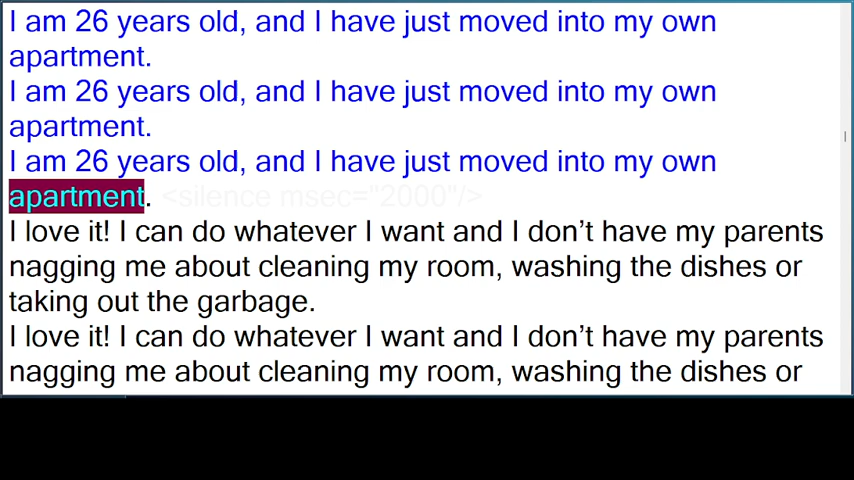 I am 26 years old, and I have just moved into my own
apartment.
I am 26 years old, and I have just moved into my own
apartment.
I am 26 years old, and I have just moved into my own
apartment. <silence msec="2000"/>
I love it! I can do whatever I want and I don’t have my parents
nagging me about cleaning my room, washing the dishes or
taking out the garbage.
I love it! I can do whatever I want and I don’t have my parents
nagging me about cleaning my room, washing the dishes or